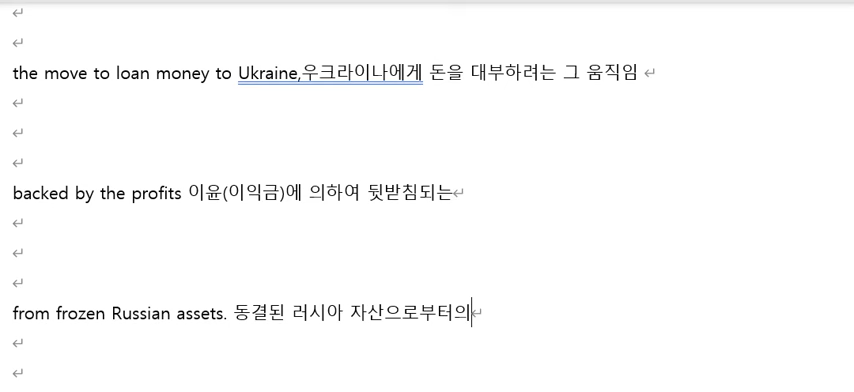 the move to loan money to Ukraine,우크라이나에게 돈을 대부하려는 그 움직임
backed by the profits 이윤(이익금)에 의하여 뒷받침되는
from frozen Russian assets. 동결된 러시아 자산으로부터의